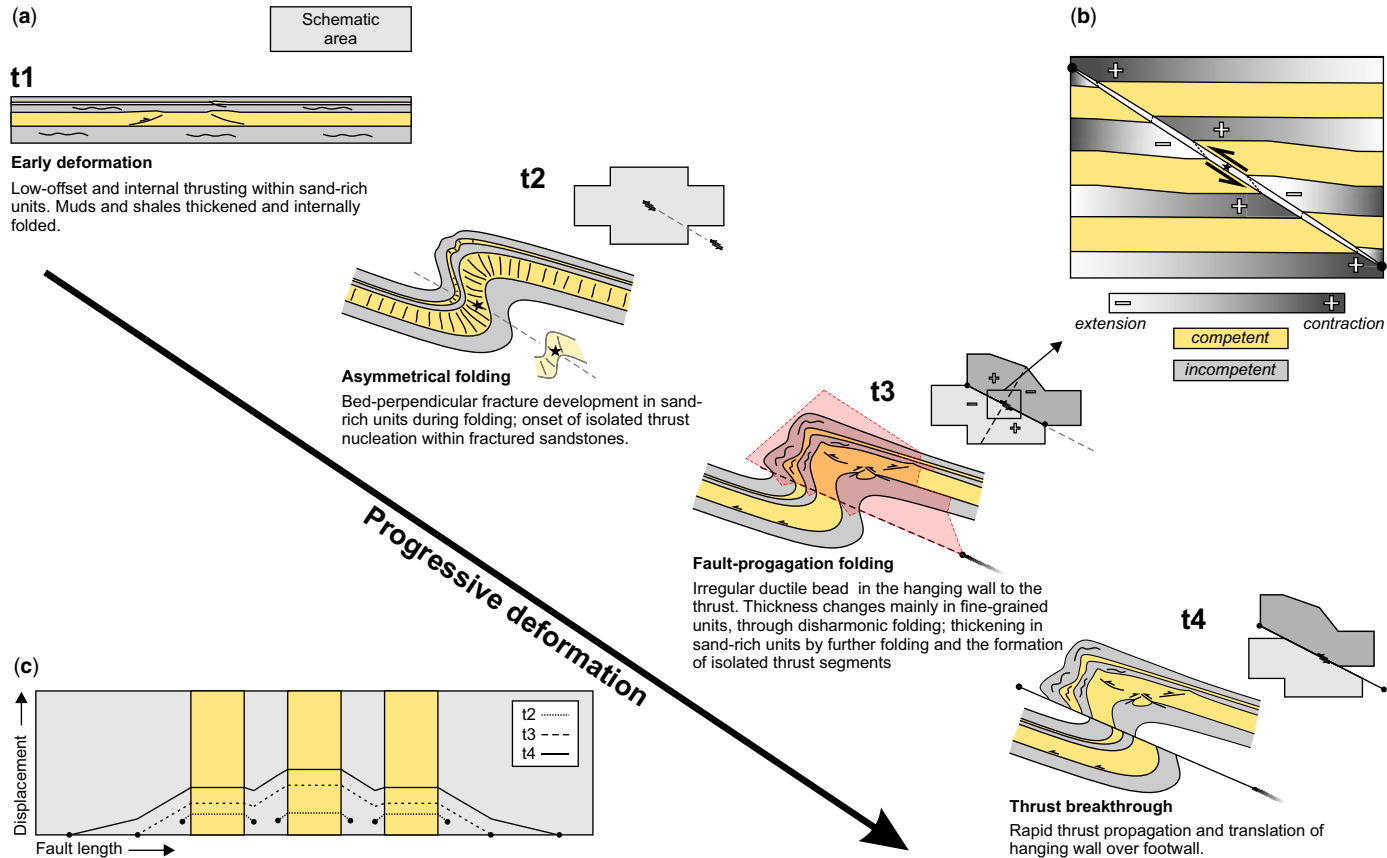 (a)
Schematic
area
t1
Early deformation
Low-offset and internal thrusting within sand-rich
units. Muds and shales thickened and internally
folded.
t2
Asymmetrical folding
Bed-perpendicular fracture development in sand-
rich units during folding; onset of isolated thrust
nucleation within fractured sandstones.
t3
+
−
−
+
Fault-progagation folding
Irregular ductile bead in the hanging wall to the
thrust. Thickness changes mainly in fine-grained
units, through disharmonic folding; thickening in
sand-rich units by further folding and the formation
of isolated thrust segments
t4
Thrust breakthrough
Rapid thrust propagation and translation of
hanging wall over footwall.
Progressive deformation
(b)
+
+
−
−
+
+
− +
extension contraction
competent
incompetent
(c)
Displacement
t2
t3
t4
Fault length